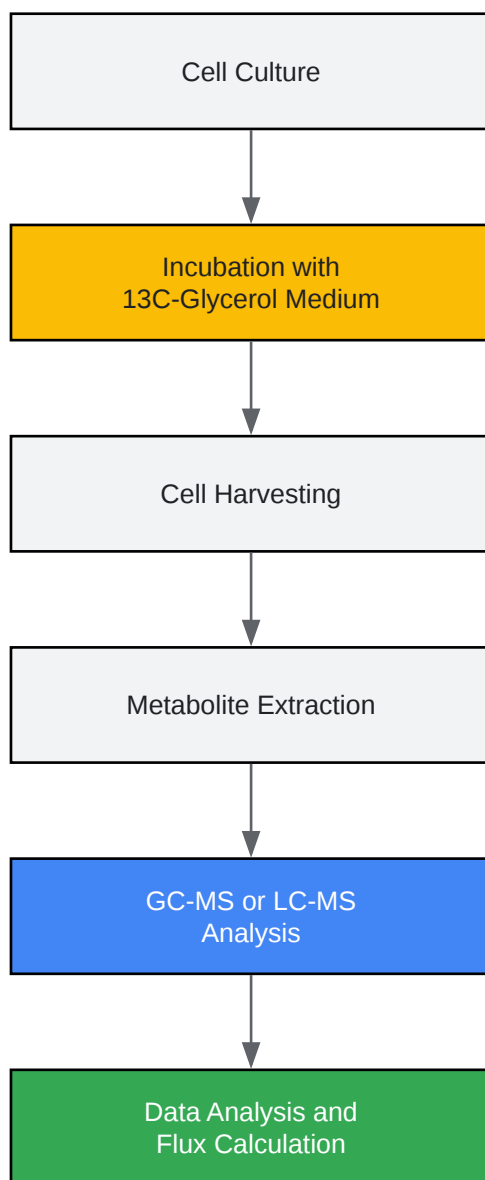 Cell Culture
Incubation with
13C-Glycerol Medium
Cell Harvesting
Metabolite Extraction
GC-MS or LC-MS
Analysis
Data Analysis and
Flux Calculation